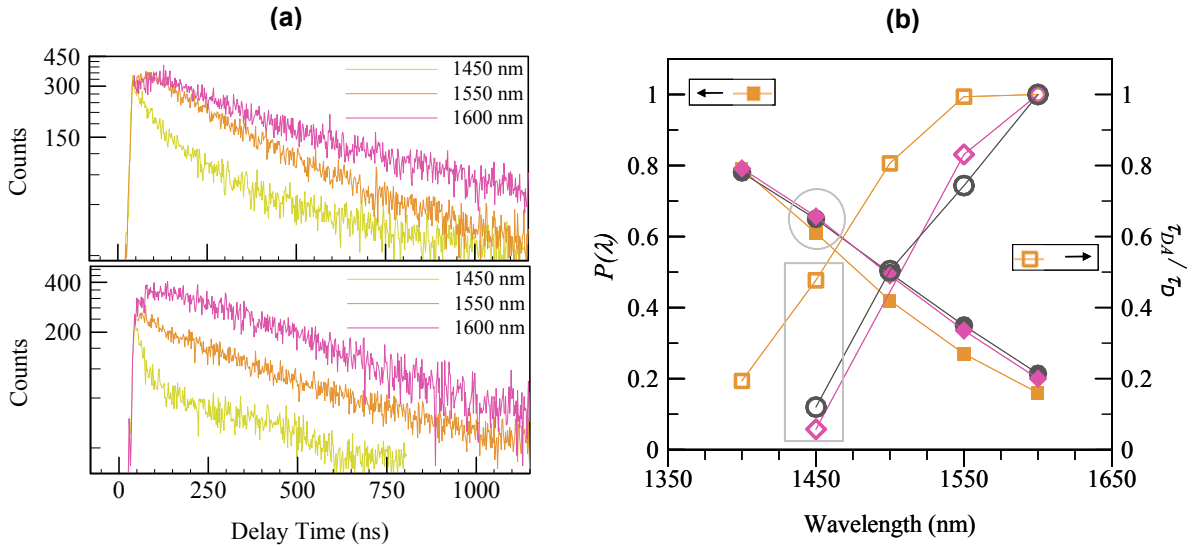 (a)
450
300
150
Counts
1450 nm
1550 nm
1600 nm
400
200
Counts
1450 nm
1550 nm
1600 nm
0 250 500 750 1000
Delay Time (ns)
(b)
1
0.8
0.6
0.4
0.2
0
P(λ)
1
0.8
0.6
0.4
0.2
0
τDA / τD
1350 1450 1550 1650
Wavelength (nm)